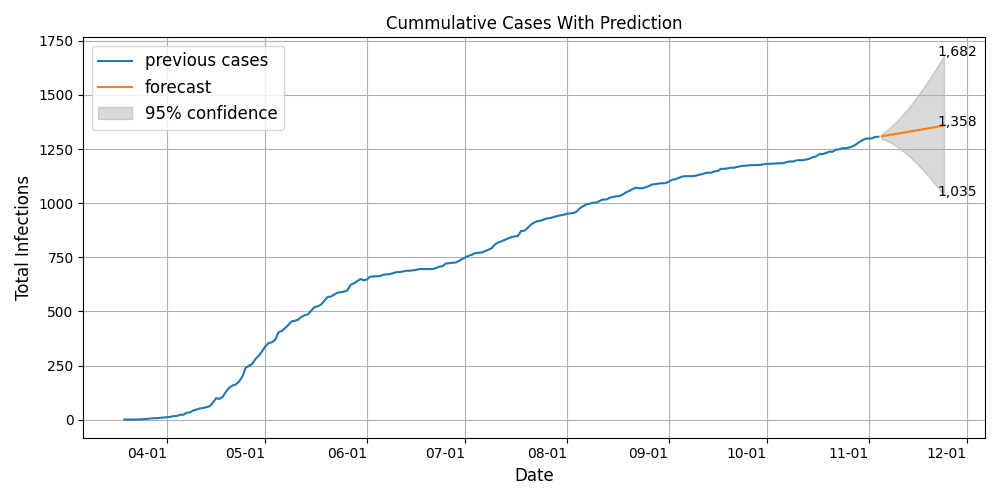 Cummulative Cases With Prediction
previous cases
forecast
95% confidence
1,682
1,358
1,035
1750
1500
1250
1000
750
500
250
0
Total Infections
04-01 05-01 06-01 07-01 08-01 09-01 10-01 11-01 12-01
Date